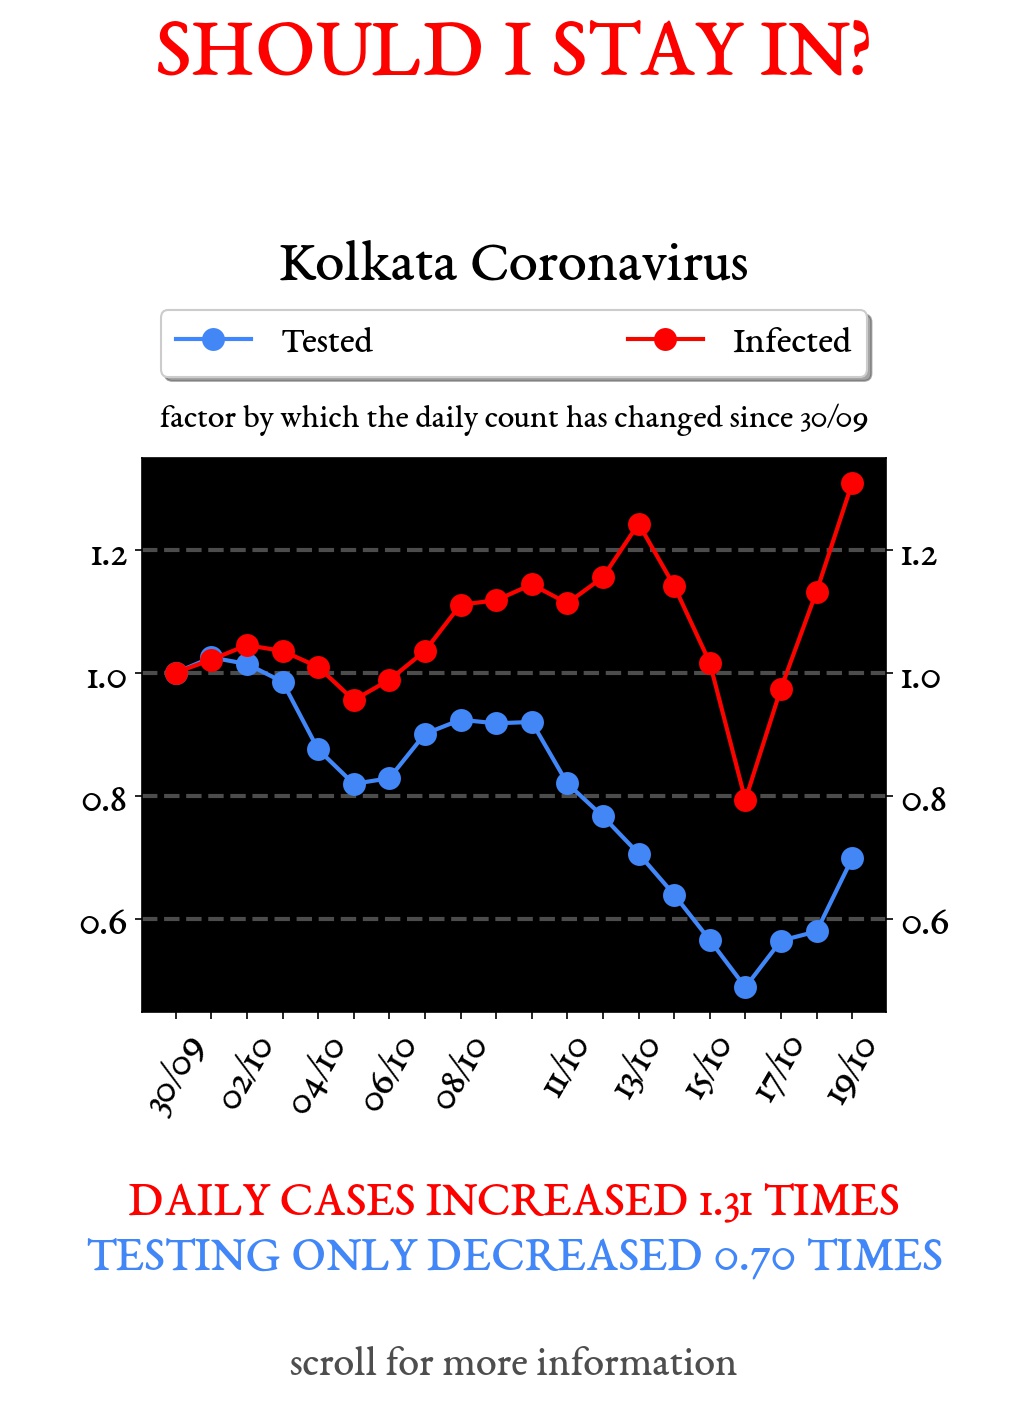 SHOULD I STAY IN?
Kolkata Coronavirus
Tested Infected
factor by which the daily count has changed since 30/09
1.2 1.2
1.0 1.0
0.8 0.8
0.6 0.6
30/09 02/10 04/10 06/10 08/10 11/10 13/10 15/10 17/10 19/10
DAILY CASES INCREASED 1.31 TIMES
TESTING ONLY DECREASED 0.70 TIMES
scroll for more information